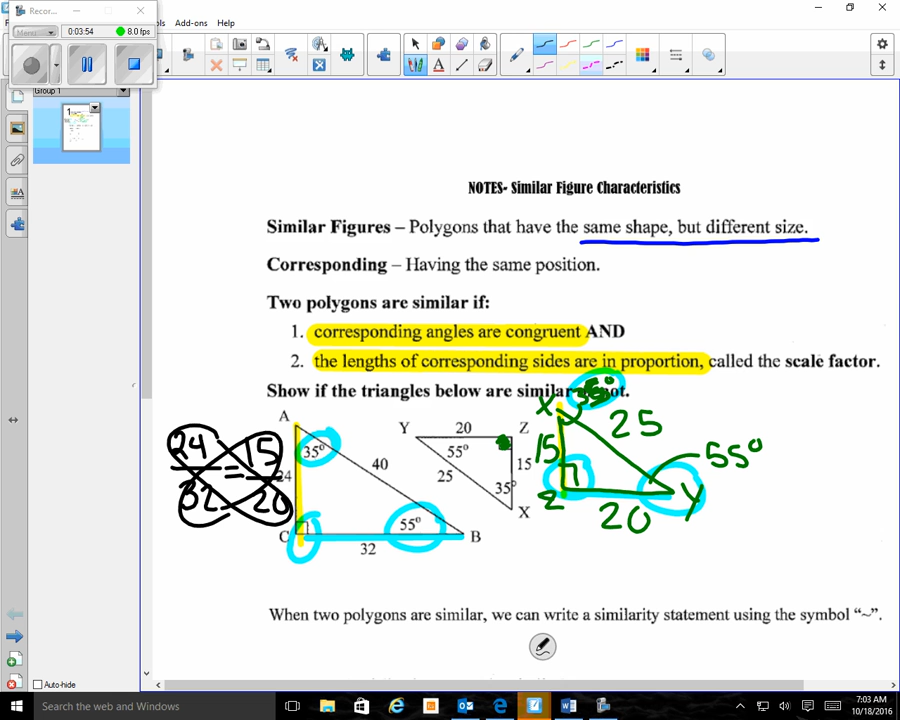 Recor...
ols Add-ons Help
Menu 0:03:54 8.0 fps
Group 1
1
NOTES- Similar Figure Characteristics
Similar Figures – Polygons that have the same shape, but different size.
Corresponding – Having the same position.
Two polygons are similar if:
1. corresponding angles are congruent AND
2. the lengths of corresponding sides are in proportion, called the scale factor.
Show if the triangles below are similar or not.
A
35°
40
24
C
55°
B
32
Y
20
Z
55°
25
15
35°
X
24 = 15
32 20
X
35°
25
15
55°
Z
20
Y
When two polygons are similar, we can write a similarity statement using the symbol “~”.
Auto-hide
Search the web and Windows
7:03 AM
10/18/2016